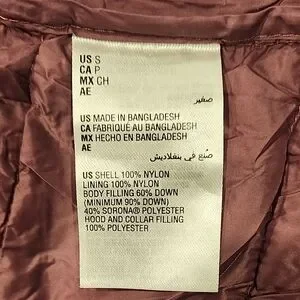 US S
CA P
MX CH
AE
صغير
US MADE IN BANGLADESH
CA FABRIQUÉ AU BANGLADESH
MX HECHO EN BANGLADESH
AE
صُنع في بنغلاديش
US SHELL 100% NYLON
LINING 100% NYLON
BODY FILLING 60% DOWN
(MINIMUM 90% DOWN)
40% SORONA® POLYESTER
HOOD AND COLLAR FILLING
100% POLYESTER